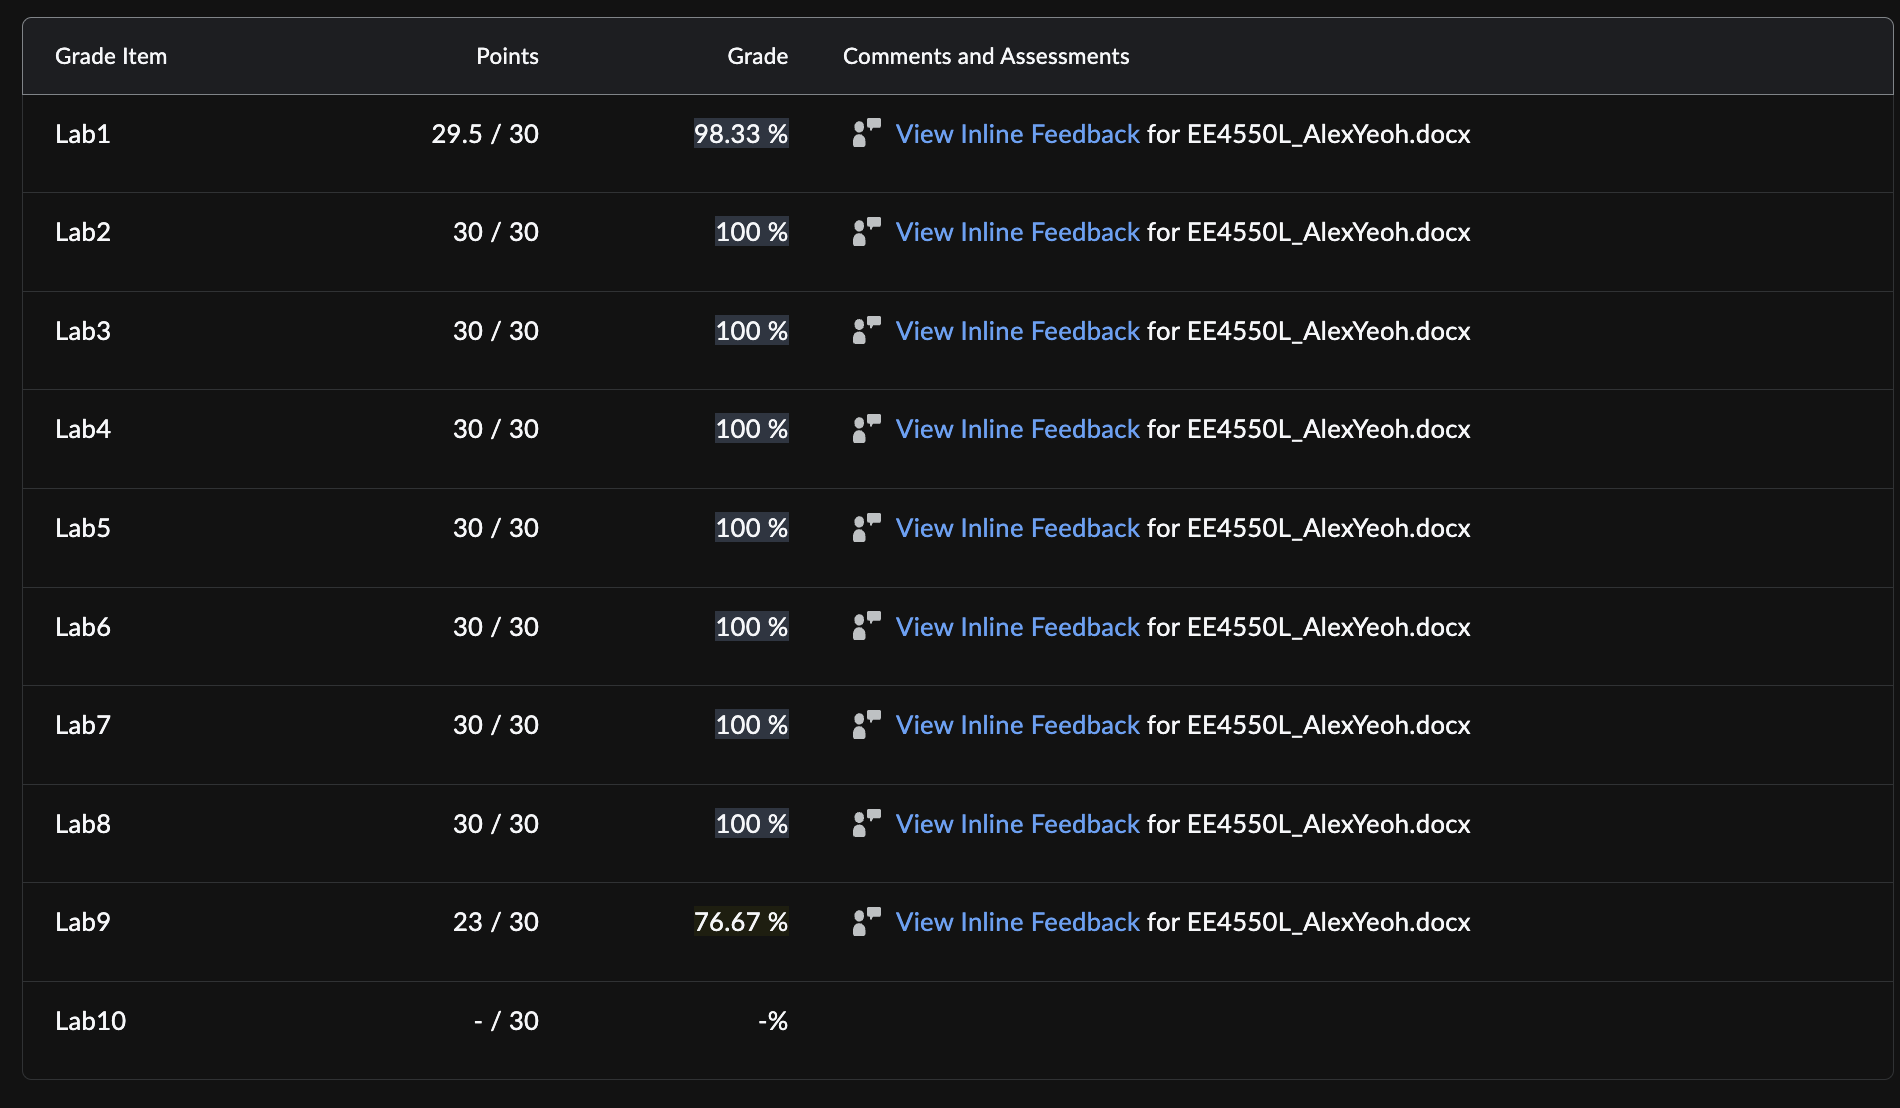 Grade Item Points Grade Comments and Assessments
Lab1 29.5 / 30 98.33 % View Inline Feedback for EE4550L_AlexYeoh.docx
Lab2 30 / 30 100 % View Inline Feedback for EE4550L_AlexYeoh.docx
Lab3 30 / 30 100 % View Inline Feedback for EE4550L_AlexYeoh.docx
Lab4 30 / 30 100 % View Inline Feedback for EE4550L_AlexYeoh.docx
Lab5 30 / 30 100 % View Inline Feedback for EE4550L_AlexYeoh.docx
Lab6 30 / 30 100 % View Inline Feedback for EE4550L_AlexYeoh.docx
Lab7 30 / 30 100 % View Inline Feedback for EE4550L_AlexYeoh.docx
Lab8 30 / 30 100 % View Inline Feedback for EE4550L_AlexYeoh.docx
Lab9 23 / 30 76.67 % View Inline Feedback for EE4550L_AlexYeoh.docx
Lab10 - / 30 -%